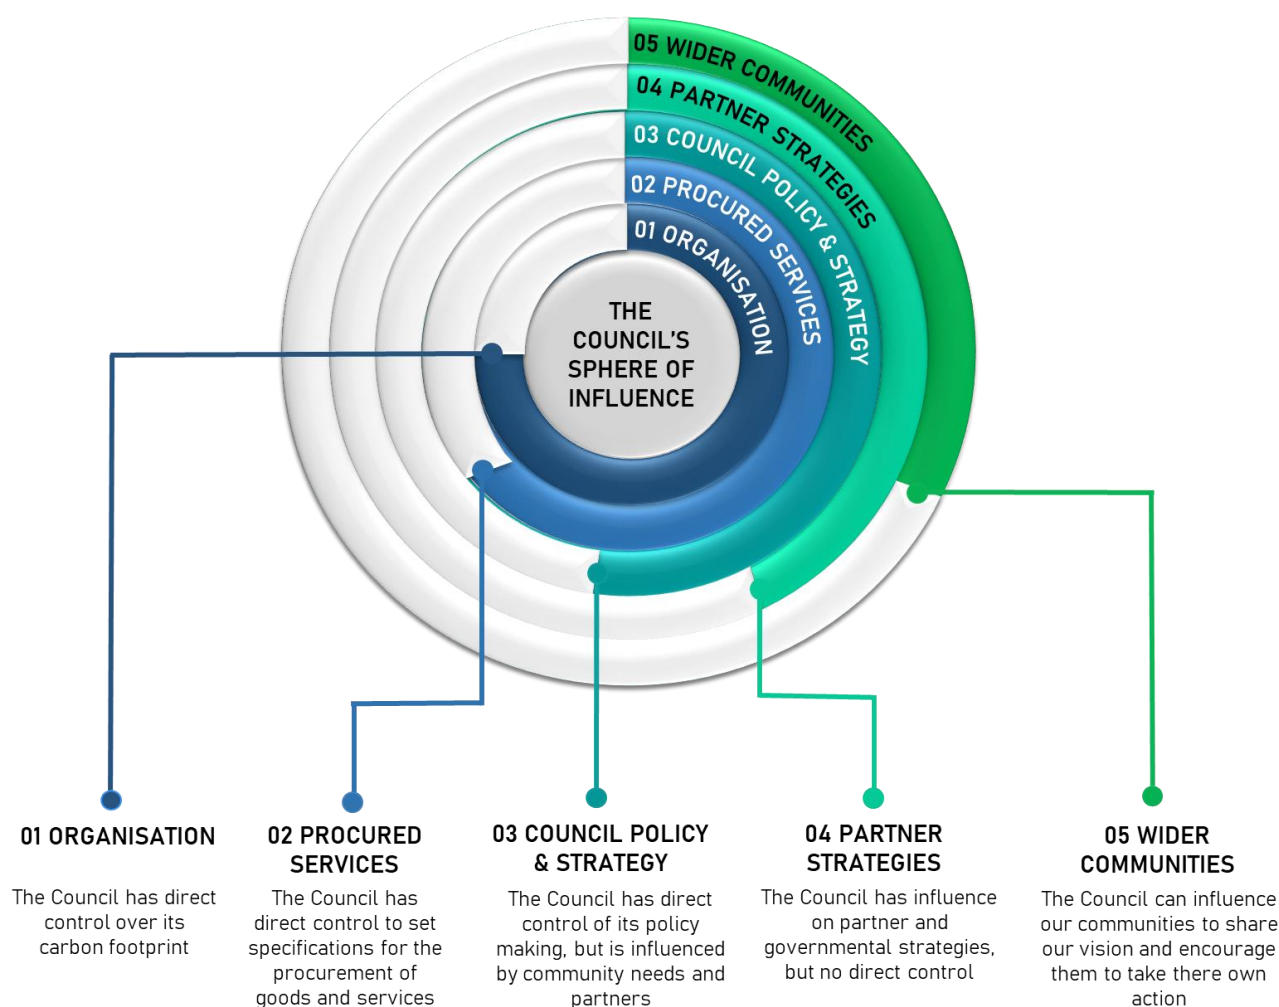 05 WIDER COMMUNITIES
04 PARTNER STRATEGIES
03 COUNCIL POLICY & STRATEGY
02 PROCURED SERVICES
01 ORGANISATION
THE
COUNCIL'S
SPHERE OF
INFLUENCE
01 ORGANISATION
The Council has direct
control over its
carbon footprint
02 PROCURED
SERVICES
The Council has
direct control to set
specifications for the
procurement of
goods and services
03 COUNCIL POLICY
& STRATEGY
The Council has direct
control of its policy
making, but is influenced
by community needs and
partners
04 PARTNER
STRATEGIES
The Council has influence
on partner and
governmental strategies,
but no direct control
05 WIDER
COMMUNITIES
The Council can influence
our communities to share
our vision and encourage
them to take there own
action